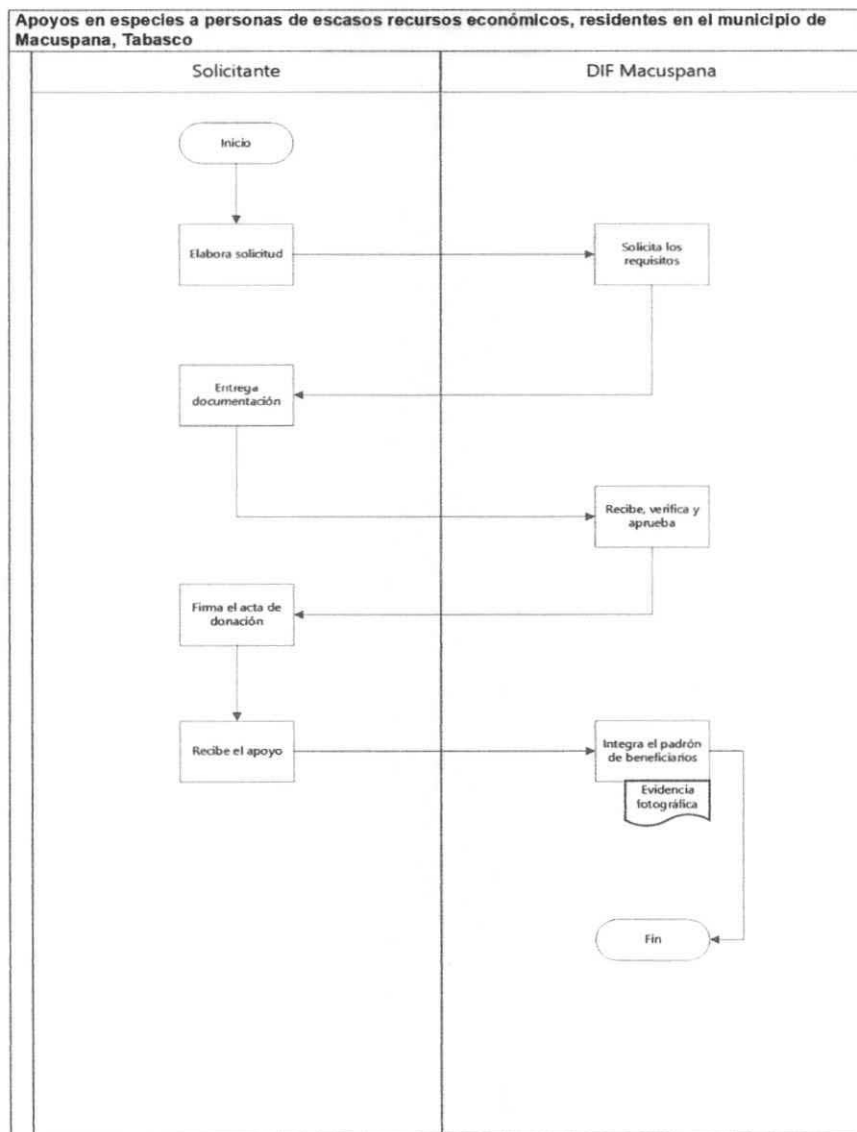 Apoyos en especies a personas de escasos recursos económicos, residentes en el municipio de
Macuspana, Tabasco
Solicitante
DIF Macuspana
Inicio
Elabora solicitud
Solicita los
requisitos
Entrega
documentación
Recibe, verifica y
aprueba
Firma el acta de
donación
Recibe el apoyo
Integra el padrón
de beneficiarios
Evidencia
fotográfica
Fin